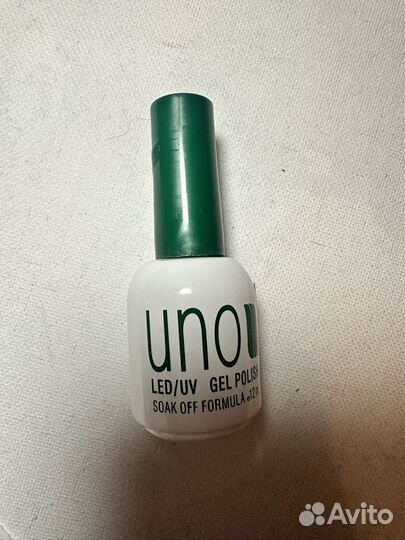 uno
LED/UV GEL POLISH
SOAK OFF FORMULA
Avito